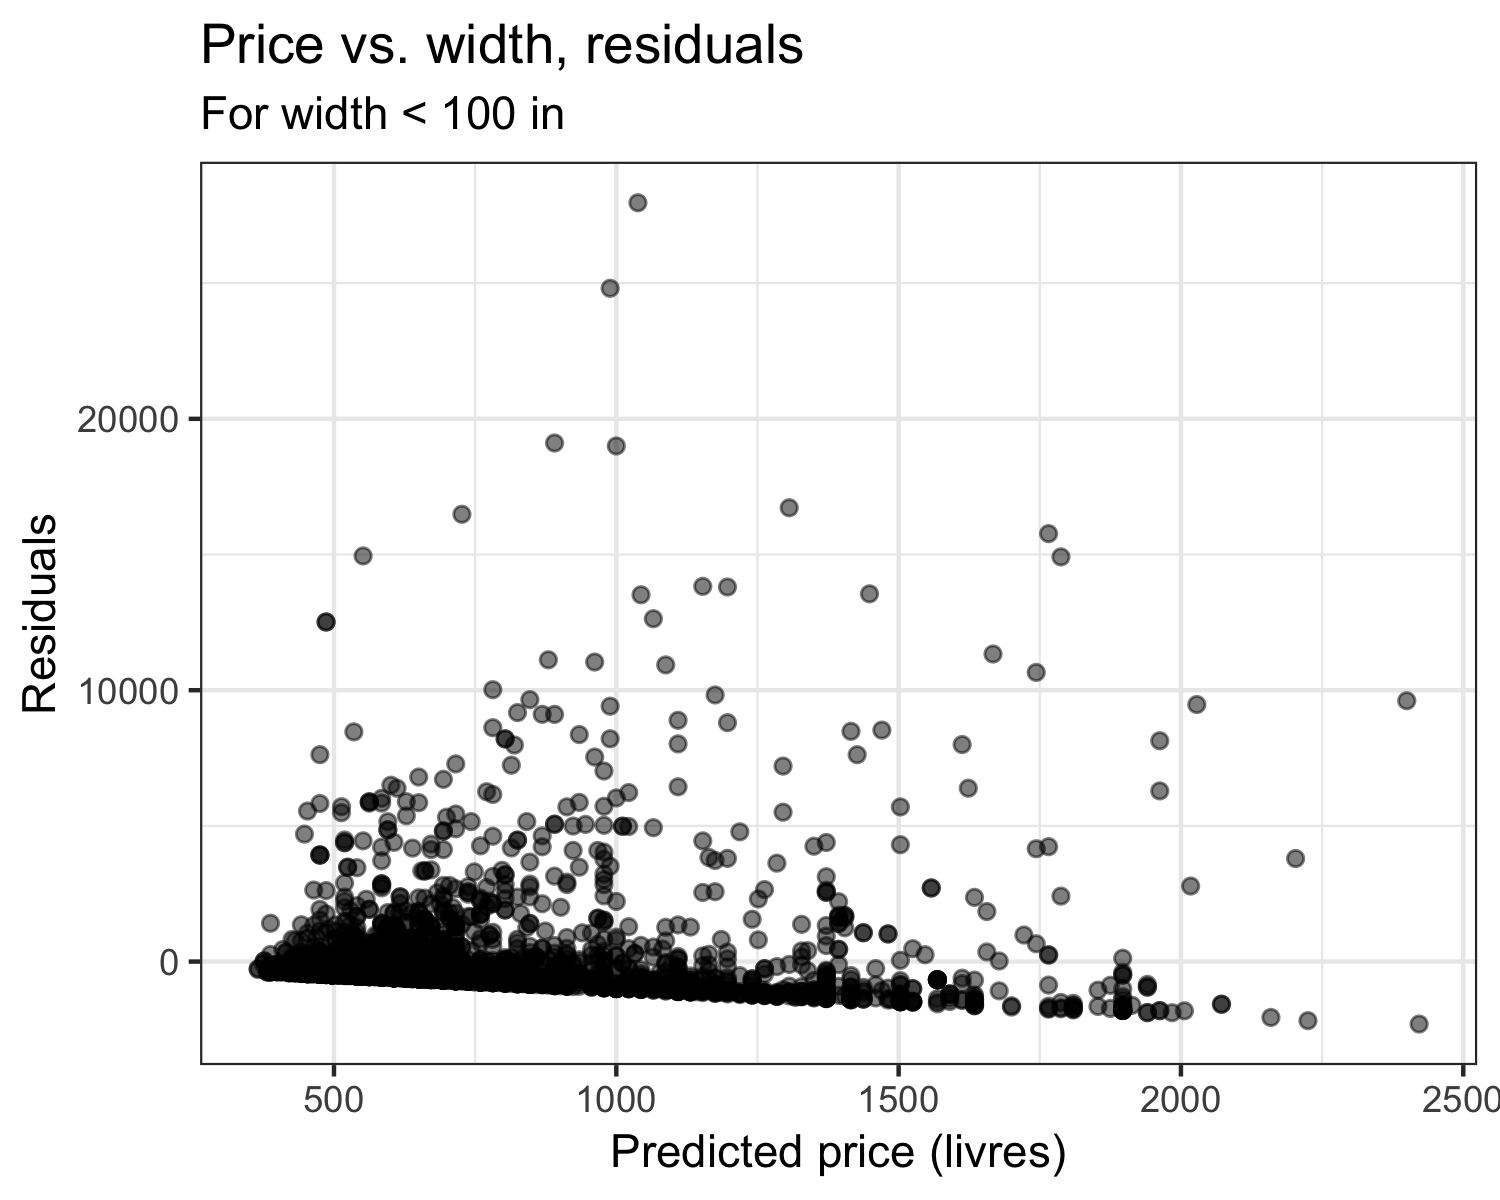 Price vs. width, residuals
For width < 100 in
20000
10000
0
Residuals
500
1000
1500
2000
2500
Predicted price (livres)